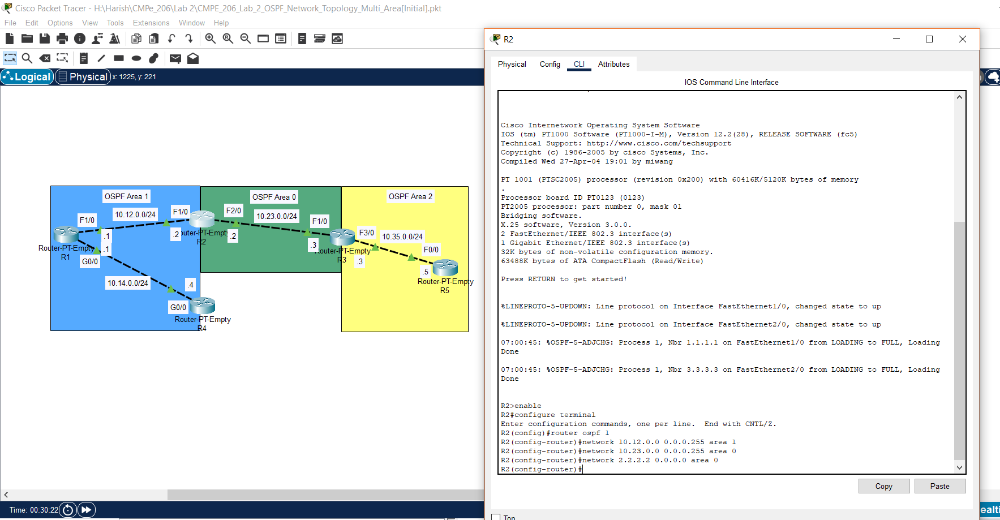 Cisco Packet Tracer - H:\Harish\CMPe_206\Lab 2\CMPE_206_Lab_2_OSPF_Network_Topology_Multi_Area[Initial].pkt
File Edit Options View Tools Extensions Window Help
Logical Physical x: 1225, y: 221
OSPF Area 1
OSPF Area 0
OSPF Area 2
F1/0
10.12.0.0/24
F1/0
F2/0
10.23.0.0/24
F1/0
F3/0
10.35.0.0/24
F0/0
.1
.2
.2
.3
.3
.5
.1
Router-PT-Empty
R1
outer-PT-Empty
R2
Router-PT-Empty
R3
Router-PT-Empty
R5
G0/0
10.14.0.0/24
.4
G0/0
Router-PT-Empty
R4
Time: 00:30:22
R2
Physical Config CLI Attributes
IOS Command Line Interface
Cisco Internetwork Operating System Software
IOS (tm) PT1000 Software (PT1000-I-M), Version 12.2(28), RELEASE SOFTWARE (fc5)
Technical Support: http://www.cisco.com/techsupport
Copyright (c) 1986-2005 by cisco Systems, Inc.
Compiled Wed 27-Apr-04 19:01 by miwang
PT 1001 (PTSC2005) processor (revision 0x200) with 60416K/5120K bytes of memory
.
Processor board ID PT0123 (0123)
PT2005 processor: part number 0, mask 01
Bridging software.
X.25 software, Version 3.0.0.
2 FastEthernet/IEEE 802.3 interface(s)
1 Gigabit Ethernet/IEEE 802.3 interface(s)
32K bytes of non-volatile configuration memory.
63488K bytes of ATA CompactFlash (Read/Write)
Press RETURN to get started!
%LINEPROTO-5-UPDOWN: Line protocol on Interface FastEthernet1/0, changed state to up
%LINEPROTO-5-UPDOWN: Line protocol on Interface FastEthernet2/0, changed state to up
07:00:45: %OSPF-5-ADJCHG: Process 1, Nbr 1.1.1.1 on FastEthernet1/0 from LOADING to FULL, Loading
Done
07:00:45: %OSPF-5-ADJCHG: Process 1, Nbr 3.3.3.3 on FastEthernet2/0 from LOADING to FULL, Loading
Done
R2>enable
R2#configure terminal
Enter configuration commands, one per line.  End with CNTL/Z.
R2(config)#router ospf 1
R2(config-router)#network 10.12.0.0 0.0.0.255 area 1
R2(config-router)#network 10.23.0.0 0.0.0.255 area 0
R2(config-router)#network 2.2.2.2 0.0.0.0 area 0
R2(config-router)#
Copy Paste
Top
ealti